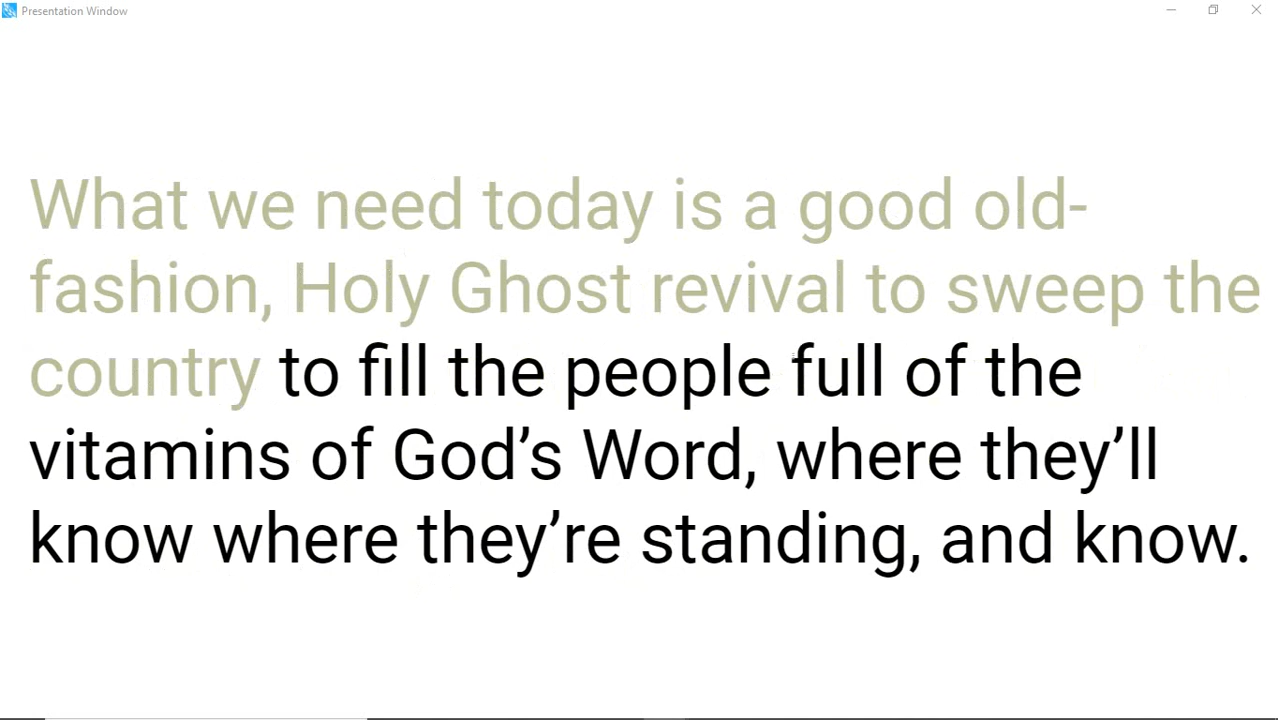 Presentation Window
What we need today is a good old-
fashion, Holy Ghost revival to sweep the
country to fill the people full of the
vitamins of God’s Word, where they’ll
know where they’re standing, and know.